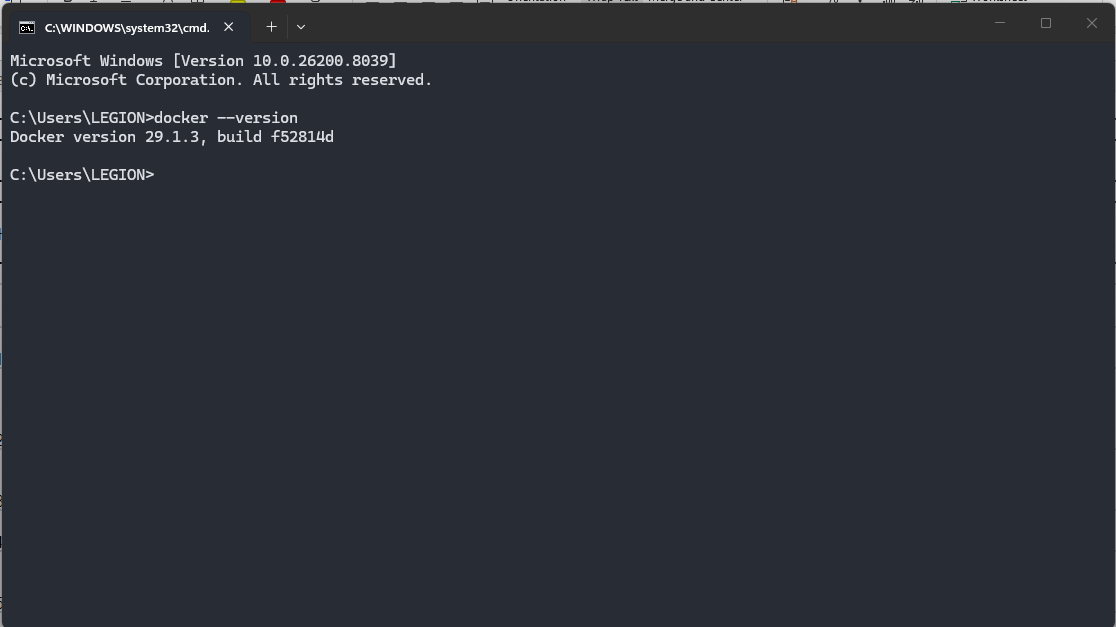 C:\WINDOWS\system32\cmd.
Microsoft Windows [Version 10.0.26200.8039]
(c) Microsoft Corporation. All rights reserved.
C:\Users\LEGION>docker --version
Docker version 29.1.3, build f52814d
C:\Users\LEGION>